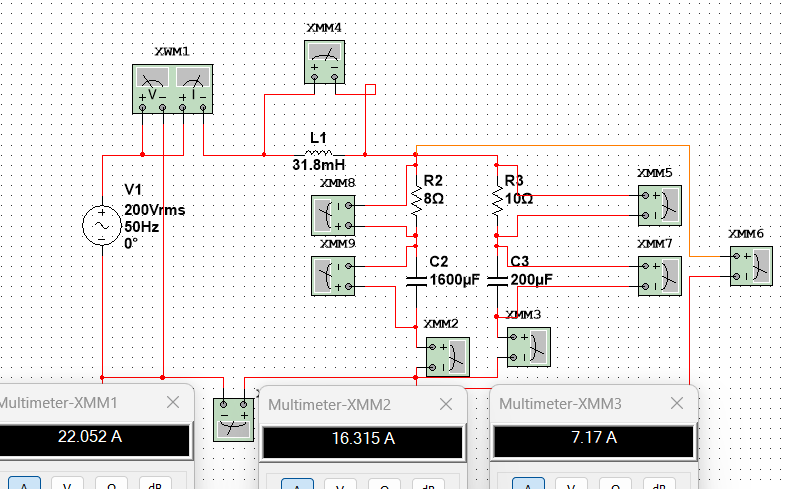 XMM4
XWM1
+ V - + I -
+ -
L1
31.8mH
V1
200Vrms
50Hz
0°
XMM8
R2
8Ω
R3
10Ω
XMM5
XMM6
XMM9
C2
1600µF
C3
200µF
XMM7
XMM2
XMM3
Multimeter-XMM1
Multimeter-XMM2
Multimeter-XMM3
22.052 A
16.315 A
7.17 A
A V Ω dB
A V Ω dB
A V Ω dB